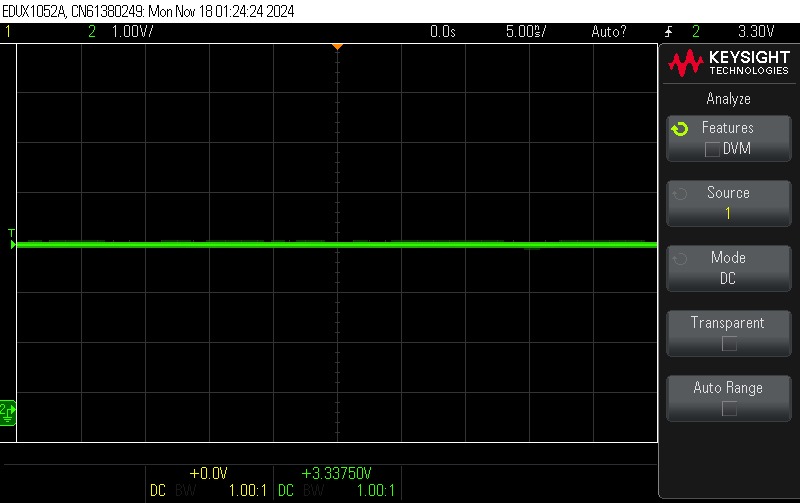 EDUX1052A, CN61380249: Mon Nov 18 01:24:24 2024
1 2 1.00V/ 0.0s 5.00ms/ Auto? 2 3.30V
KEYSIGHT
TECHNOLOGIES
Analyze
Features
DVM
Source
1
Mode
DC
Transparent
Auto Range
T
2
+0.0V +3.33750V
DC BW 1.00:1 DC BW 1.00:1